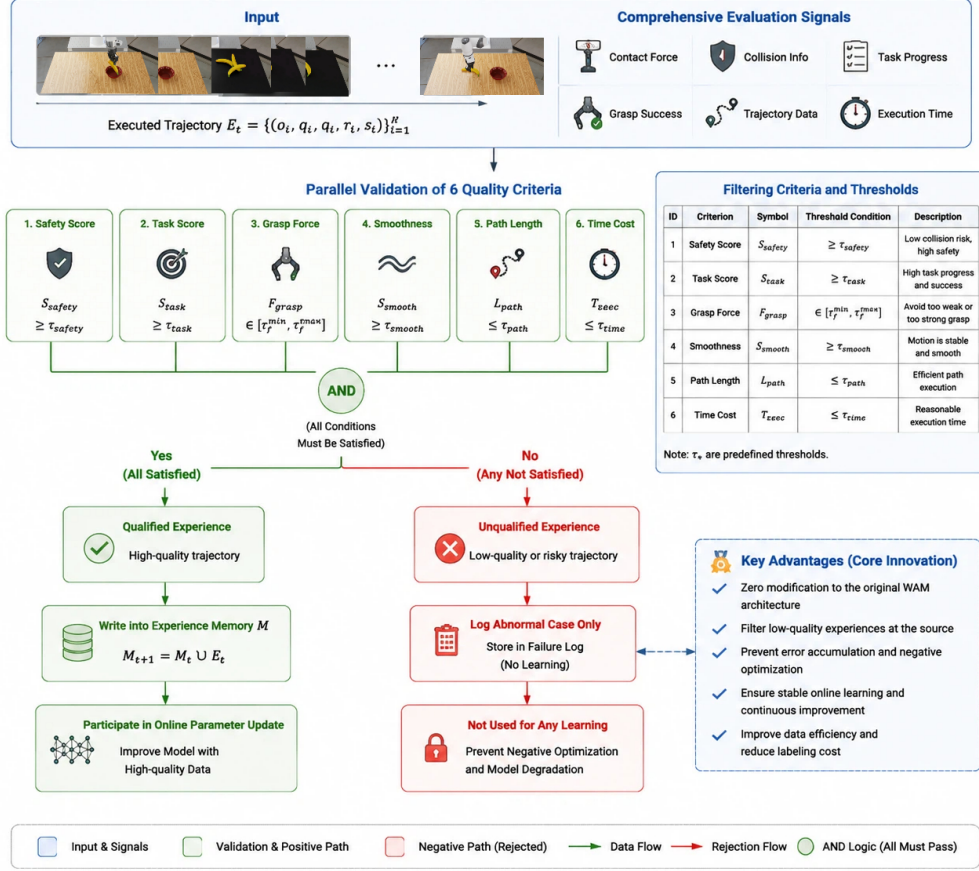 Input
Comprehensive Evaluation Signals
Contact Force
Collision Info
Task Progress
...
Grasp Success
Trajectory Data
Execution Time
Executed Trajectory E_t = {(o_i, q_i, q_i, r_i, s_i)}_{i=1}^H
Parallel Validation of 6 Quality Criteria
1. Safety Score
S_safety
≥ τ_safety
2. Task Score
S_task
≥ τ_task
3. Grasp Force
F_grasp
∈ [τ_f^min, τ_f^max]
4. Smoothness
S_smooth
≥ τ_smooth
5. Path Length
L_path
≤ τ_path
6. Time Cost
T_εeec
≤ τ_time
Filtering Criteria and Thresholds
ID Criterion Symbol Threshold Condition Description
1 Safety Score S_safety ≥ τ_safety Low collision risk,
high safety
2 Task Score S_task ≥ τ_task High task progress
and success
3 Grasp Force F_grasp ∈ [τ_f^min, τ_f^max] Avoid too weak or
too strong grasp
4 Smoothness S_smooth ≥ τ_smooth Motion is stable
and smooth
5 Path Length L_path ≤ τ_path Efficient path
execution
6 Time Cost T_εeec ≤ τ_time Reasonable
execution time
Note: τ_* are predefined thresholds.
AND
(All Conditions
Must Be Satisfied)
Yes
(All Satisfied)
No
(Any Not Satisfied)
Qualified Experience
High-quality trajectory
Write into Experience Memory M
M_{t+1} = M_t ∪ E_t
Participate in Online Parameter Update
Improve Model with
High-quality Data
Unqualified Experience
Low-quality or risky trajectory
Log Abnormal Case Only
Store in Failure Log
(No Learning)
Not Used for Any Learning
Prevent Negative Optimization
and Model Degradation
Key Advantages (Core Innovation)
Zero modification to the original WAM
architecture
Filter low-quality experiences at the source
Prevent error accumulation and negative
optimization
Ensure stable online learning and
continuous improvement
Improve data efficiency and
reduce labeling cost
Input & Signals
Validation & Positive Path
Negative Path (Rejected)
Data Flow
Rejection Flow
AND Logic (All Must Pass)